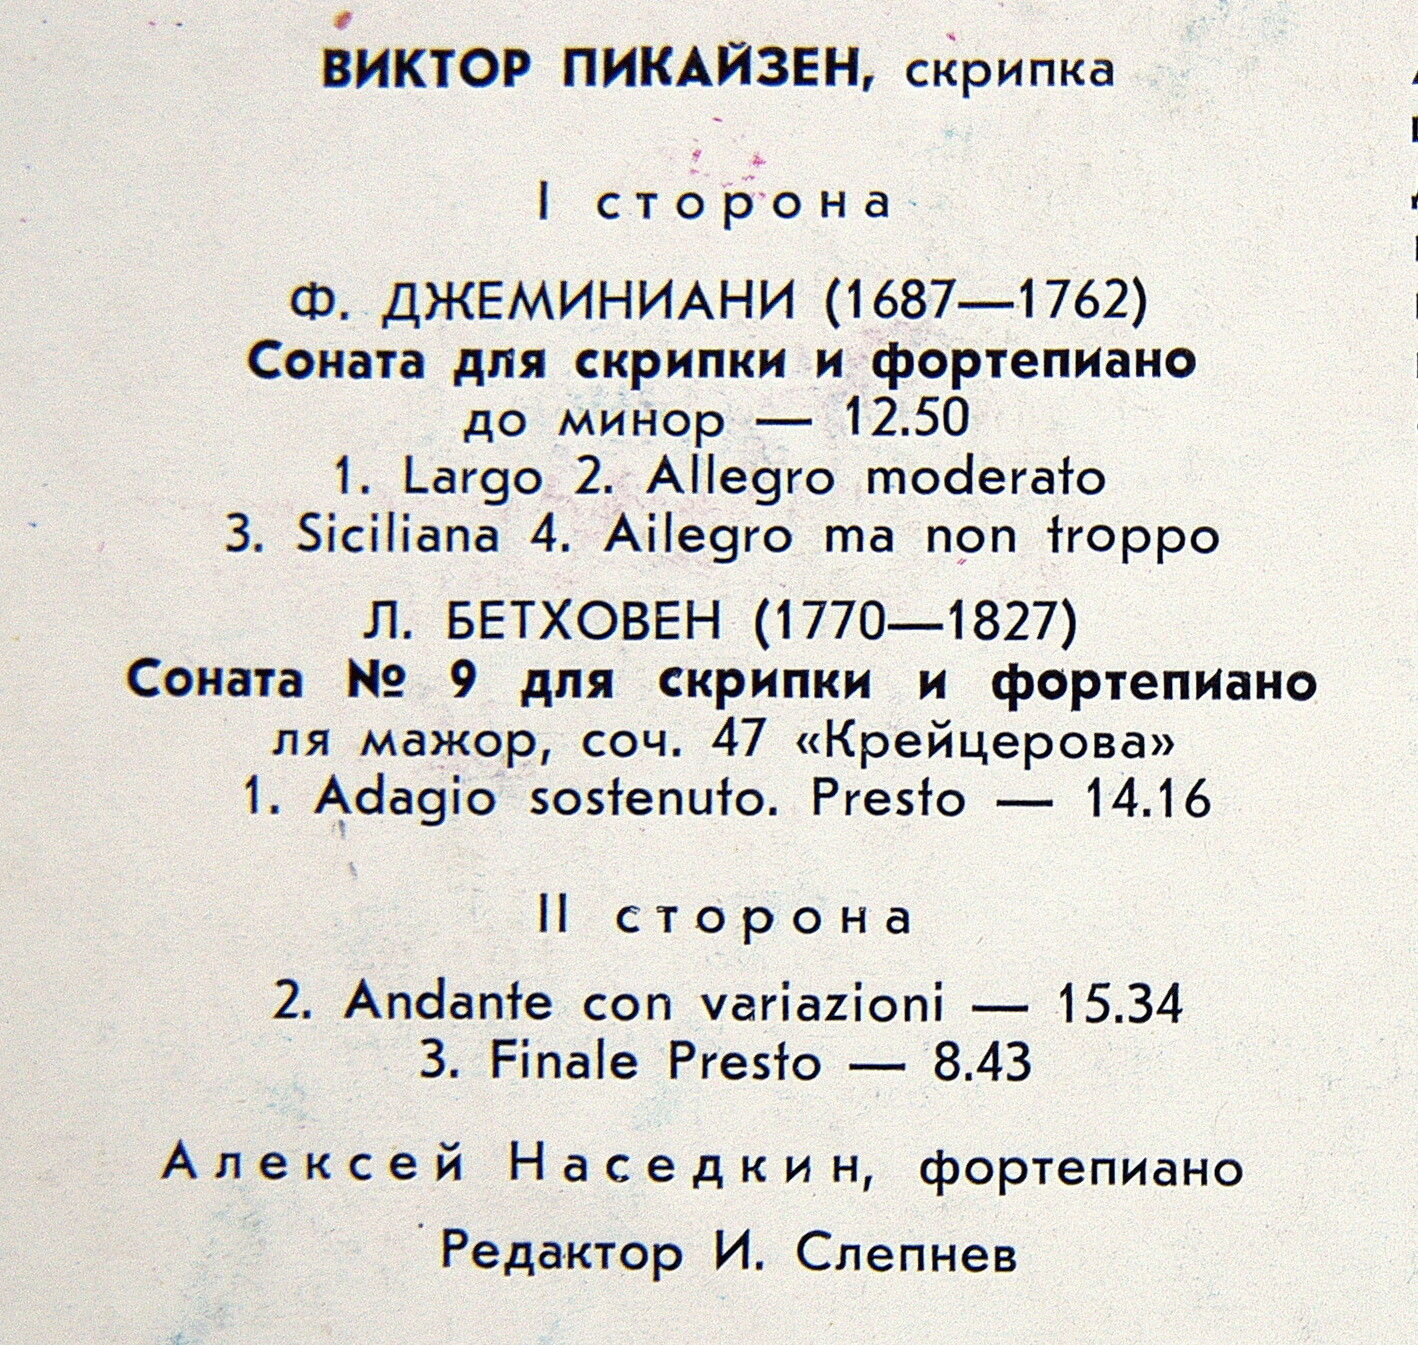 ВИКТОР ПИКАЙЗЕН, скрипка
I сторона
Ф. ДЖЕМИНИАНИ (1687—1762)
Соната для скрипки и фортепиано
до минор — 12.50
1. Largo 2. Allegro moderato
3. Siciliana 4. Ailegro ma non troppo
Л. БЕТХОВЕН (1770—1827)
Соната № 9 для скрипки и фортепиано
ля мажор, соч. 47 «Крейцерова»
1. Adagio sostenuto. Presto — 14.16
II сторона
2. Andante con variazioni — 15.34
3. Finale Presto — 8.43
Алексей Наседкин, фортепиано
Редактор И. Слепнев